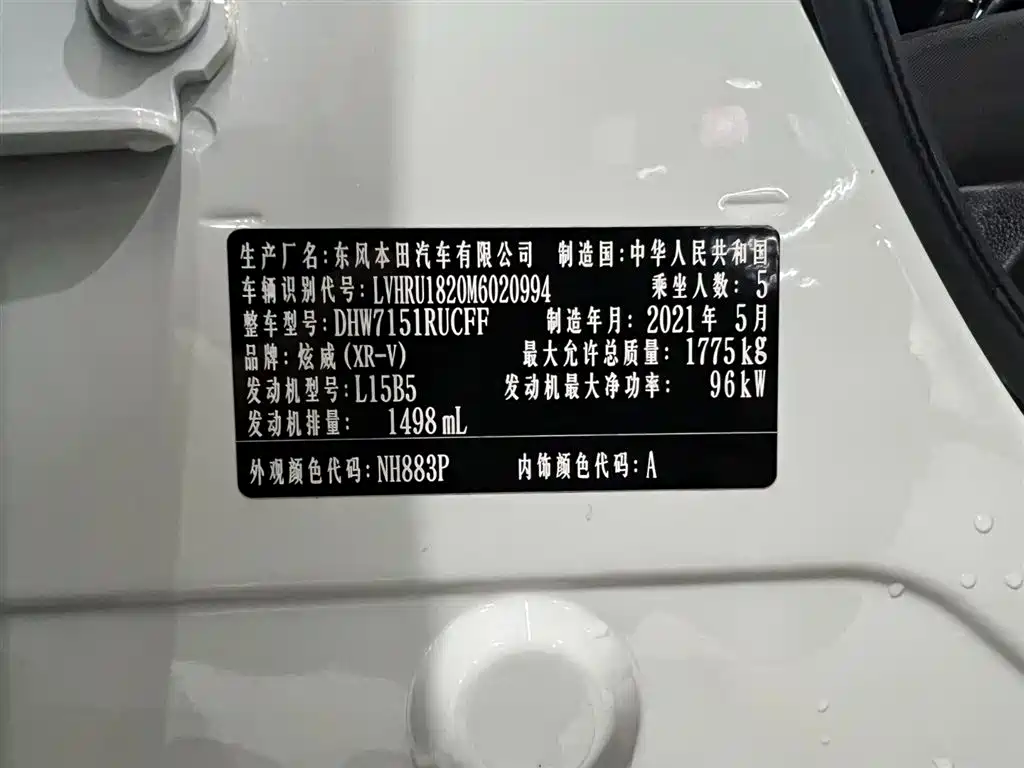 生产厂名:东风本田汽车有限公司 制造国:中华人民共和国
车辆识别代号:LVHRU1820M6020994 乘坐人数: 5
整车型号:DHW7151RUCFF 制造年月: 2021年 5月
品牌:炫威(XR-V) 最大允许总质量: 1775kg
发动机型号:L15B5 发动机最大净功率: 96kW
发动机排量: 1498mL
外观颜色代码:NH883P 内饰颜色代码:A